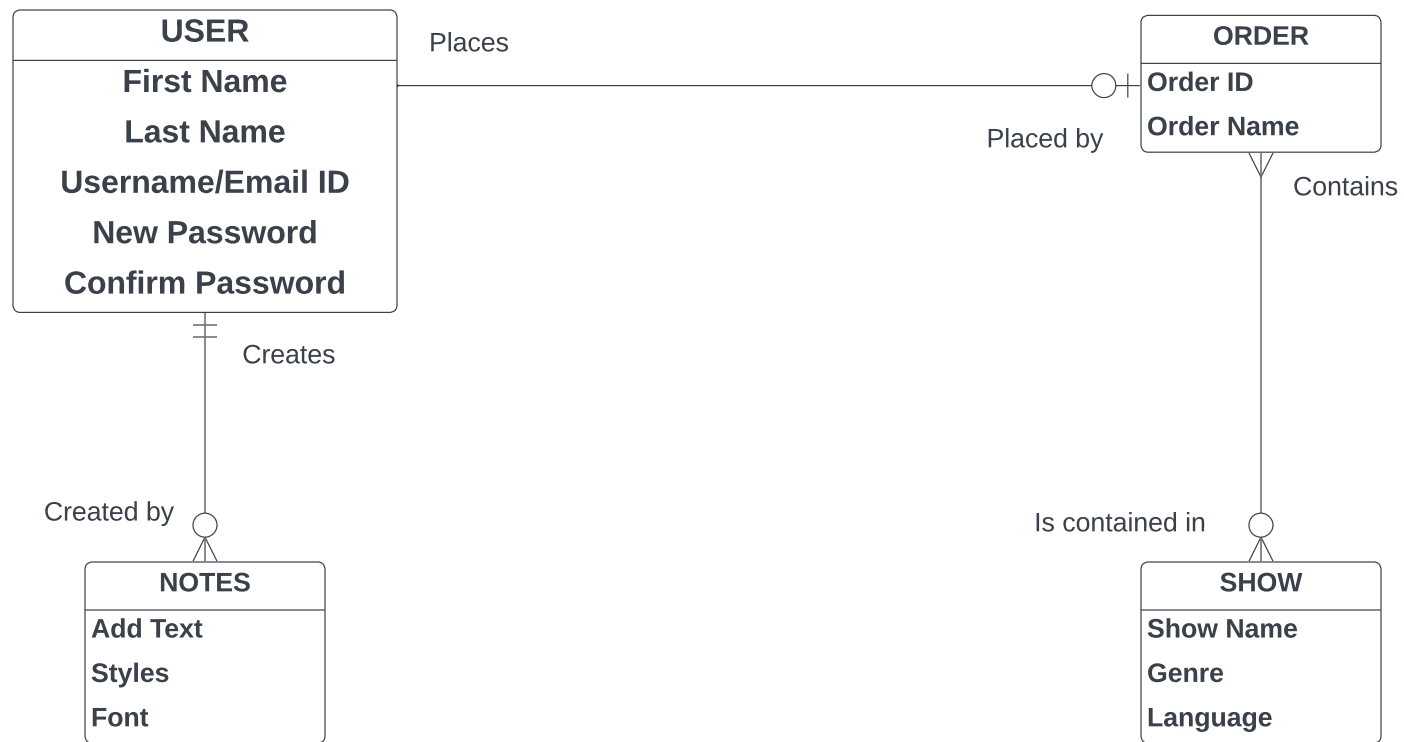 USER
First Name
Last Name
Username/Email ID
New Password
Confirm Password
Places
Placed by
ORDER
Order ID
Order Name
Contains
Creates
Created by
NOTES
Add Text
Styles
Font
Is contained in
SHOW
Show Name
Genre
Language